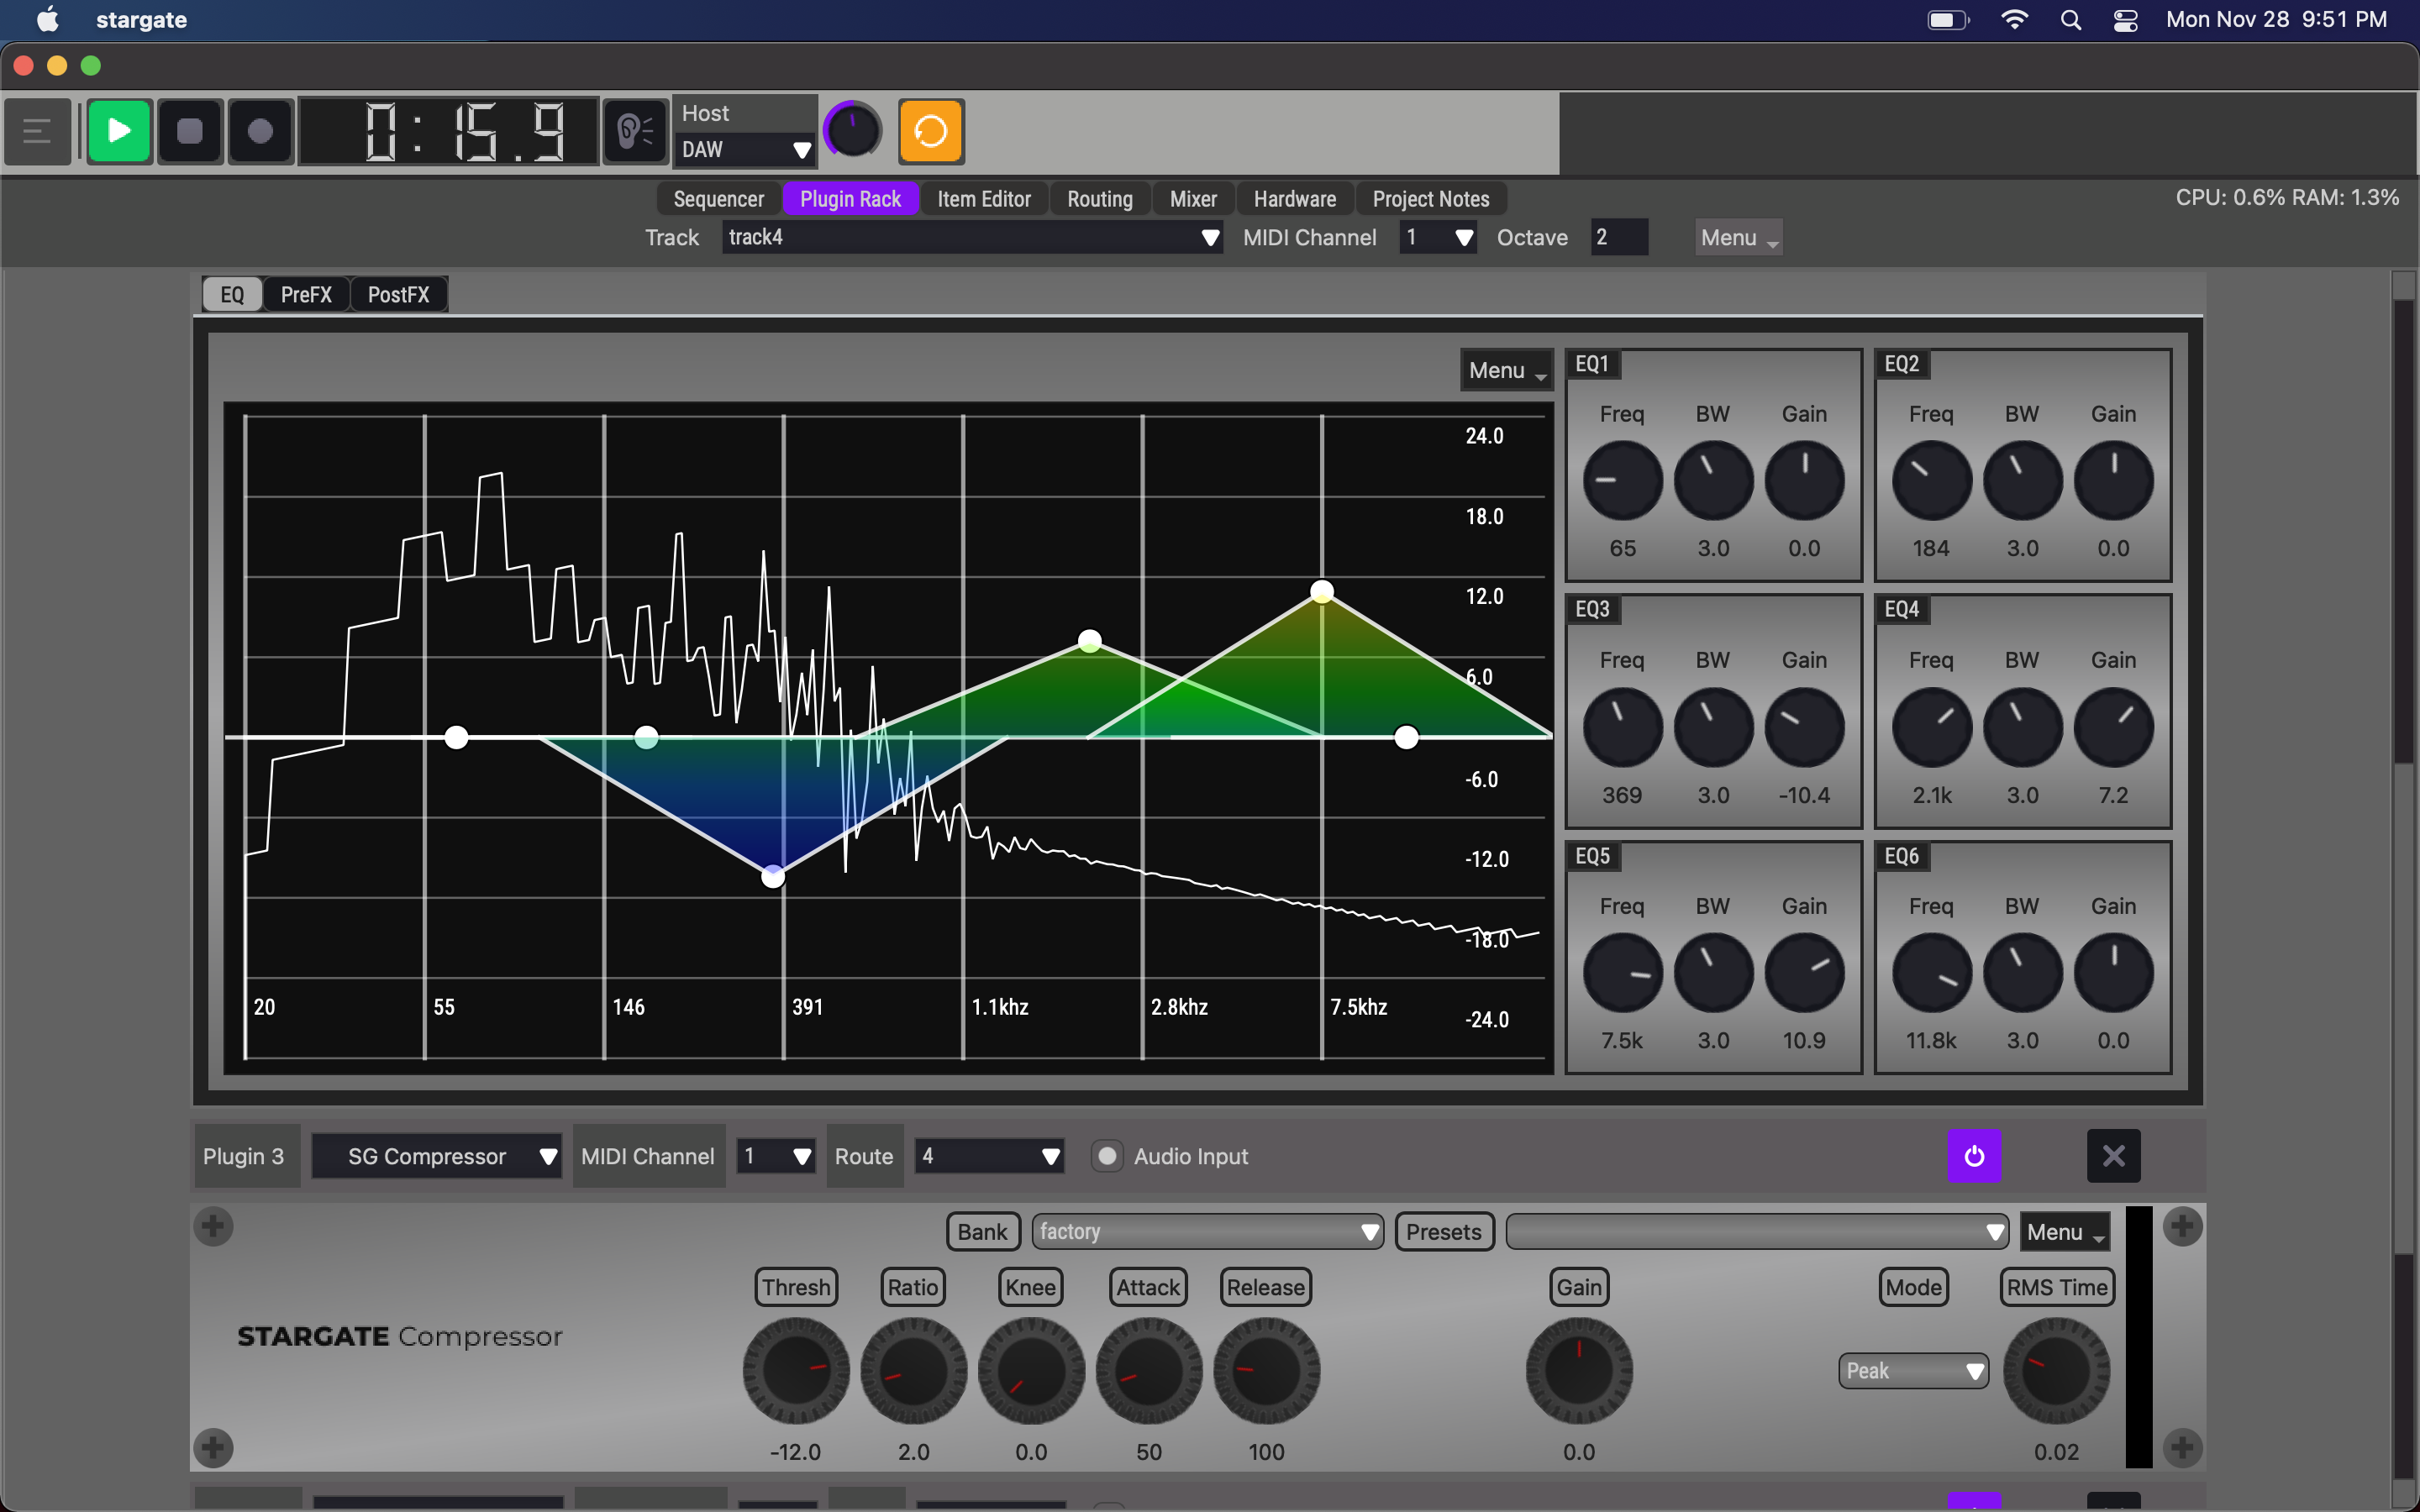 stargate
Mon Nov 28 9:51 PM
0:15.9
Host
DAW
Sequencer Plugin Rack Item Editor Routing Mixer Hardware Project Notes
CPU: 0.6% RAM: 1.3%
Track track4 MIDI Channel 1 Octave 2 Menu
EQ PreFX PostFX
Menu
24.0
18.0
12.0
6.0
-6.0
-12.0
-18.0
-24.0
20 55 146 391 1.1khz 2.8khz 7.5khz
EQ1
Freq BW Gain
65 3.0 0.0
EQ2
Freq BW Gain
184 3.0 0.0
EQ3
Freq BW Gain
369 3.0 -10.4
EQ4
Freq BW Gain
2.1k 3.0 7.2
EQ5
Freq BW Gain
7.5k 3.0 10.9
EQ6
Freq BW Gain
11.8k 3.0 0.0
Plugin 3 SG Compressor MIDI Channel 1 Route 4 Audio Input
Bank factory Presets Menu
Thresh Ratio Knee Attack Release Gain Mode RMS Time
STARGATE Compressor
Peak
-12.0 2.0 0.0 50 100 0.0 0.02